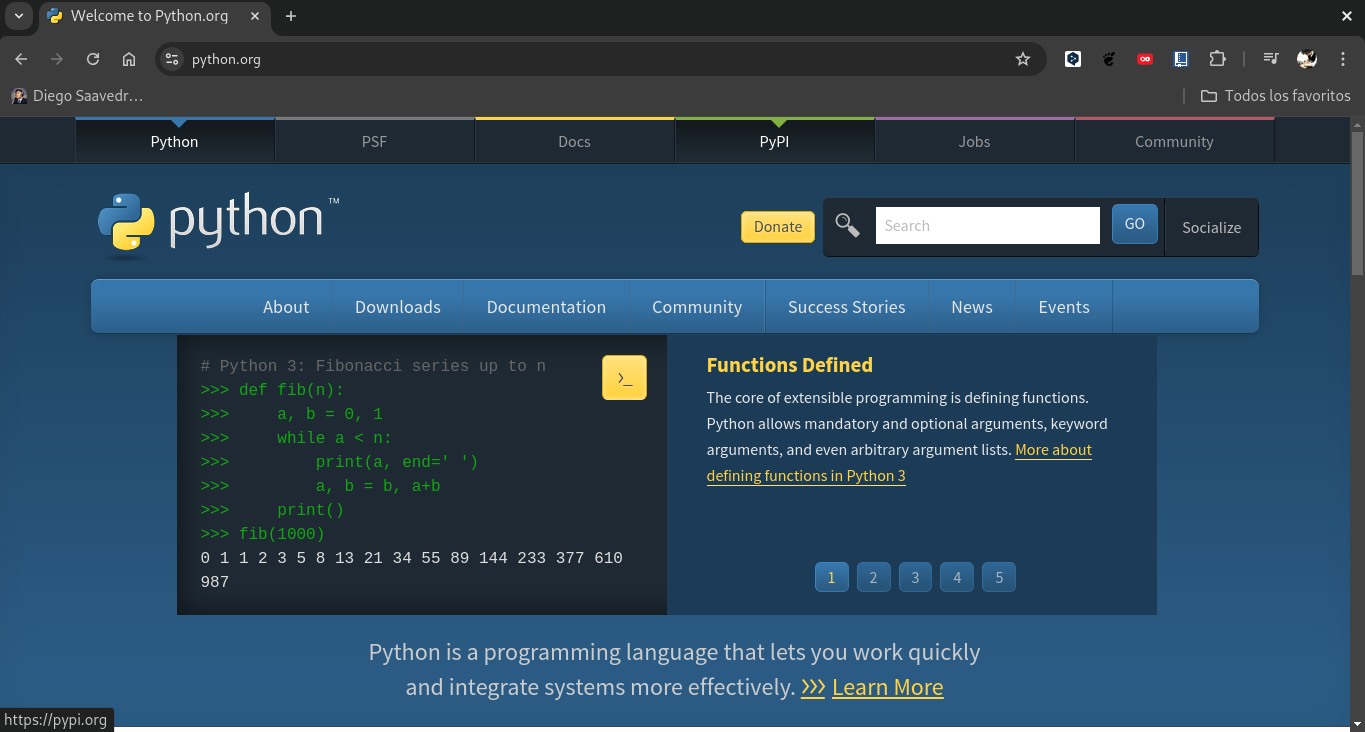 Welcome to Python.org
python.org
Diego Saavedr…
Todos los favoritos
Python PSF Docs PyPI Jobs Community
python™
Donate
Search
GO
Socialize
About Downloads Documentation Community Success Stories News Events
# Python 3: Fibonacci series up to n
>>> def fib(n):
>>>     a, b = 0, 1
>>>     while a < n:
>>>         print(a, end=' ')
>>>         a, b = b, a+b
>>>     print()
>>> fib(1000)
0 1 1 2 3 5 8 13 21 34 55 89 144 233 377 610
987
>_
Functions Defined
The core of extensible programming is defining functions.
Python allows mandatory and optional arguments, keyword
arguments, and even arbitrary argument lists. More about
defining functions in Python 3
1 2 3 4 5
Python is a programming language that lets you work quickly
and integrate systems more effectively. >>> Learn More
https://pypi.org